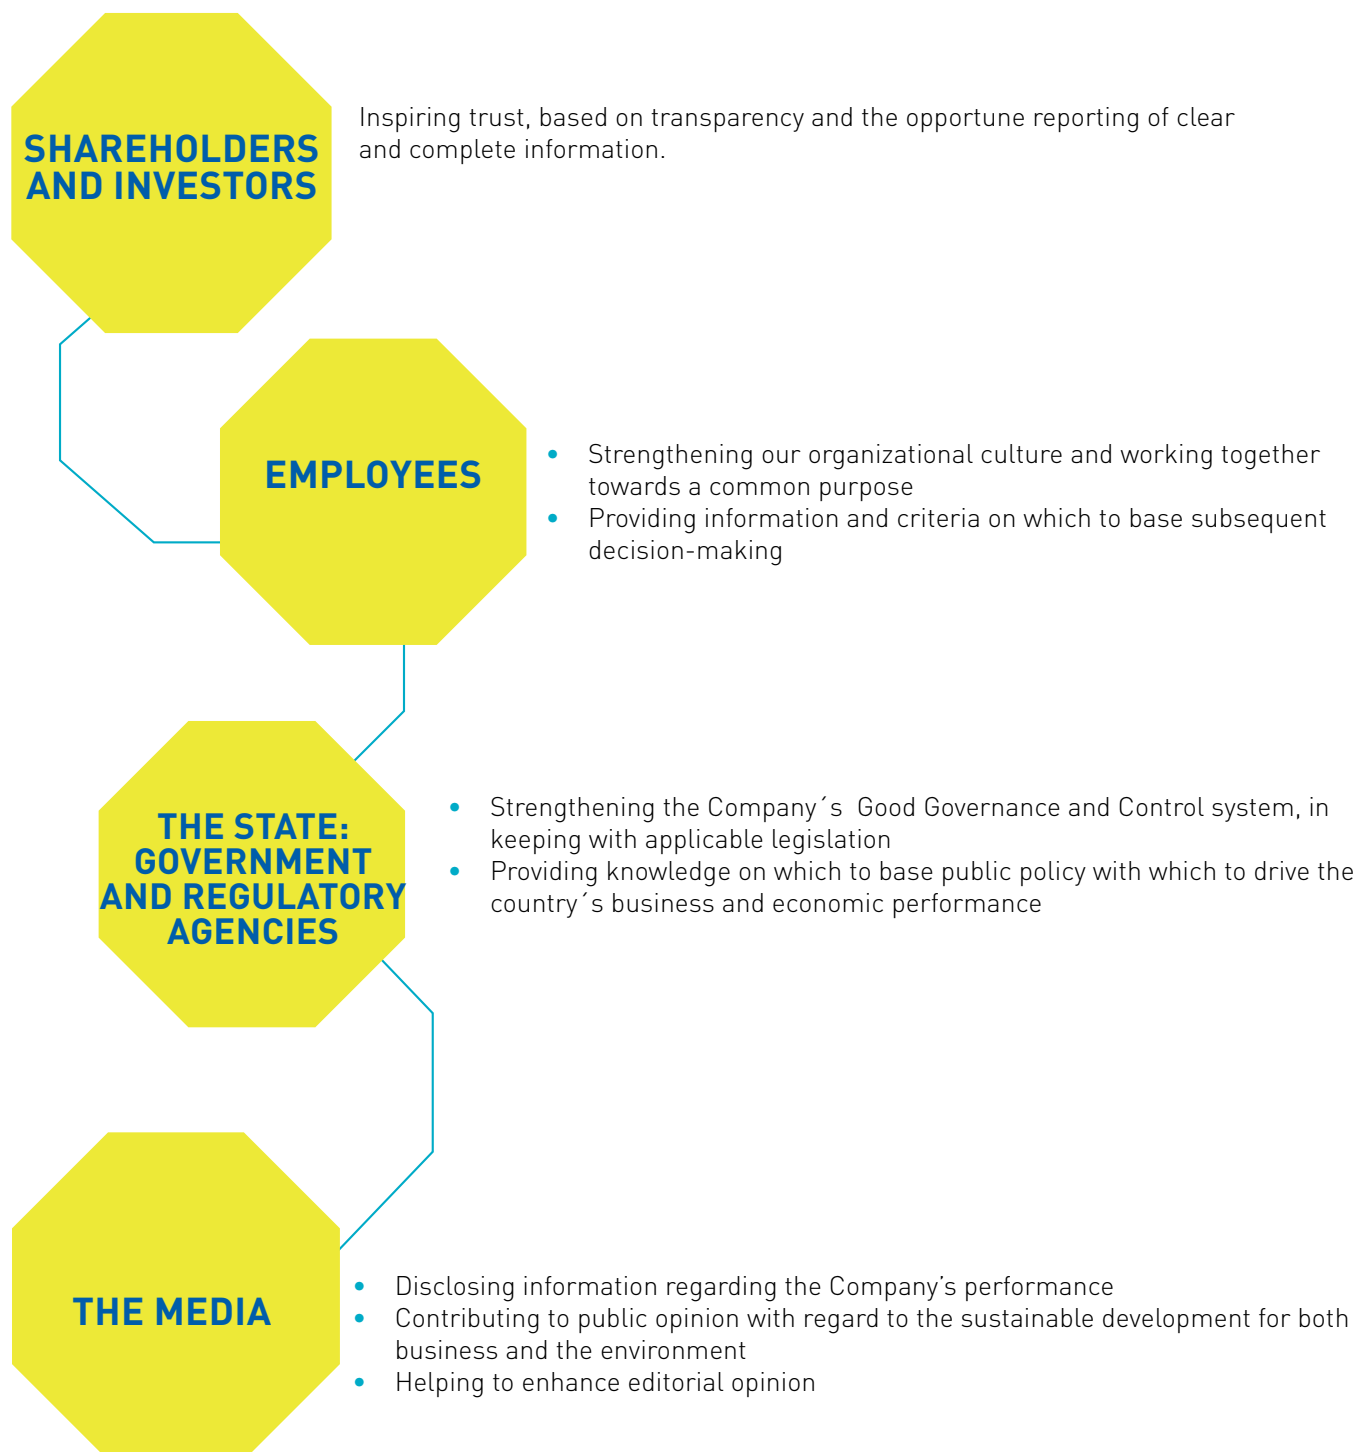 SHAREHOLDERS
AND INVESTORS
Inspiring trust, based on transparency and the opportune reporting of clear
and complete information.
EMPLOYEES
• Strengthening our organizational culture and working together
towards a common purpose
• Providing information and criteria on which to base subsequent
decision-making
THE STATE:
GOVERNMENT
AND REGULATORY
AGENCIES
• Strengthening the Company´s  Good Governance and Control system, in
keeping with applicable legislation
• Providing knowledge on which to base public policy with which to drive the
country´s business and economic performance
THE MEDIA
• Disclosing information regarding the Company’s performance
• Contributing to public opinion with regard to the sustainable development for both
business and the environment
• Helping to enhance editorial opinion